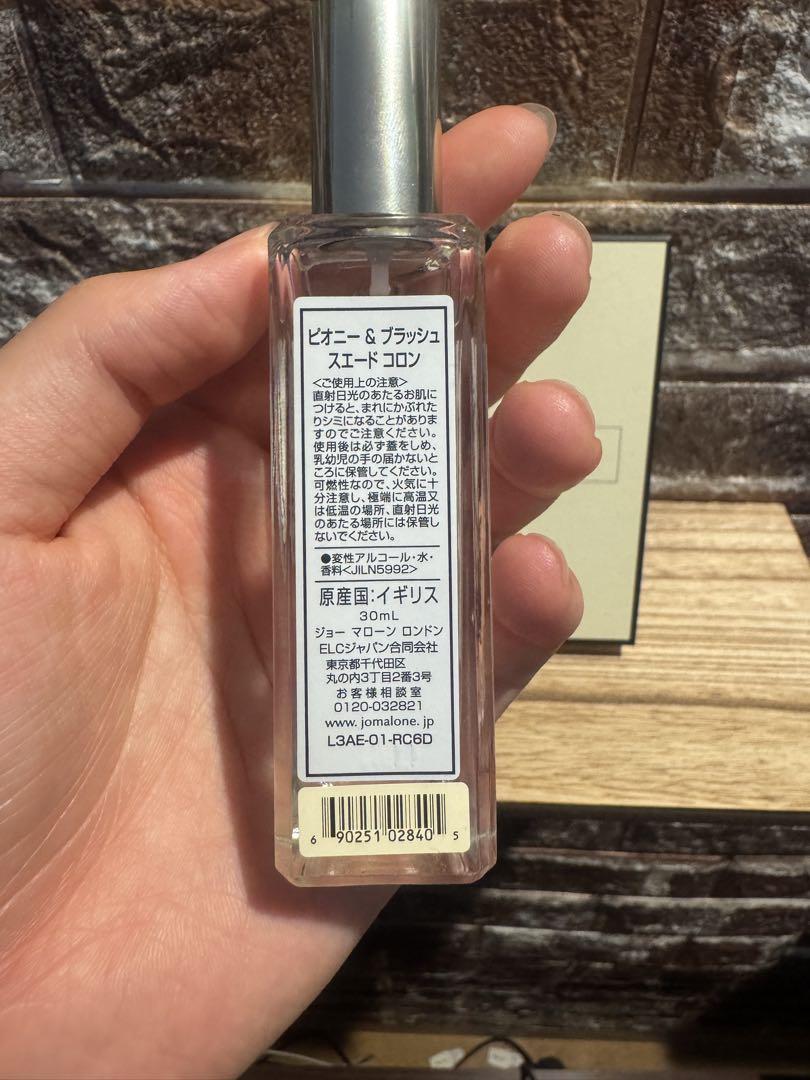 ピオニー & ブラッシュ
スエード コロン
<ご使用上の注意>
直射日光のあたるお肌に
つけると、まれにかぶれた
りシミになることがありま
すのでご注意ください。
使用後は必ず蓋をしめ、
乳幼児の手の届かないと
ころに保管してください。
可燃性なので、火気に十
分注意し、極端に高温又
は低温の場所、直射日光
のあたる場所には保管し
ないでください。
●変性アルコール・水・
香料<JILN5992>
原産国:イギリス
30mL
ジョー マローン ロンドン
ELCジャパン合同会社
東京都千代田区
丸の内3丁目2番3号
お客様相談室
0120-032821
www.jomalone.jp
L3AE-01-RC6D
6 90251 02840 5